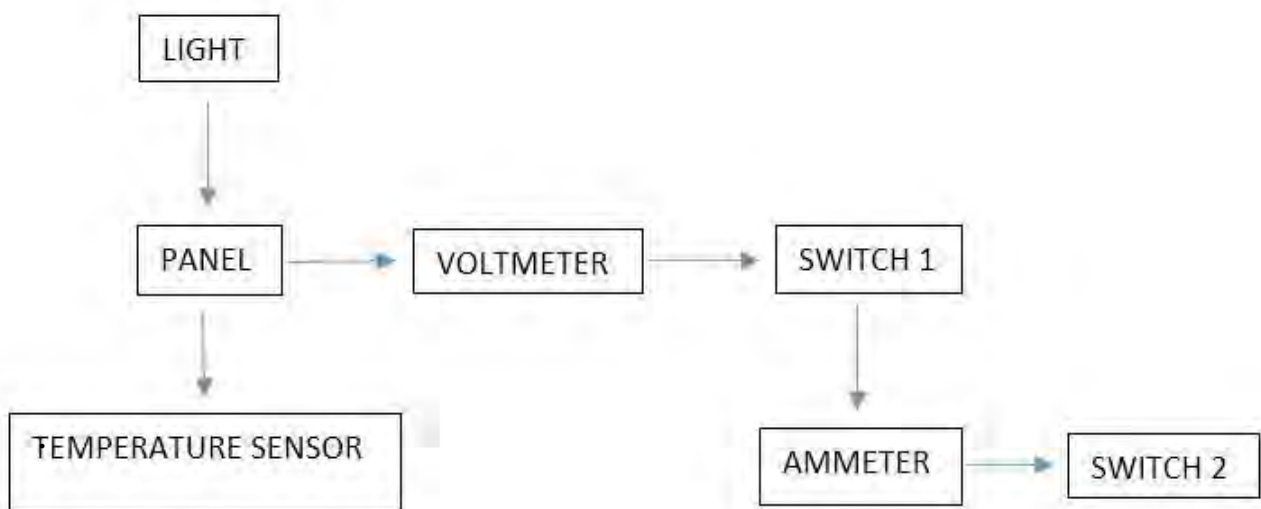 LIGHT
PANEL
VOLTMETER
SWITCH 1
TEMPERATURE SENSOR
AMMETER
SWITCH 2